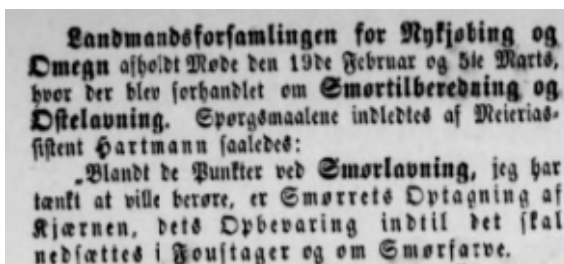 Landmandsforsamlingen for Nykjøbing og
Omegn afholdt Møde den 19de Februar og 5te Marts,
hvor der blev forhandlet om Smørtilberedning og
Ostelavning. Spørgsmaalene indledtes af Meierias-
sistent Hartmann saaledes:
„Blandt de Punkter ved Smørlavning, jeg har
tænkt at ville berøre, er Smørrets Optagning af
Kjærnen, dets Opbevaring indtil det skal
nedsættes i Foustager og om Smørfarve.